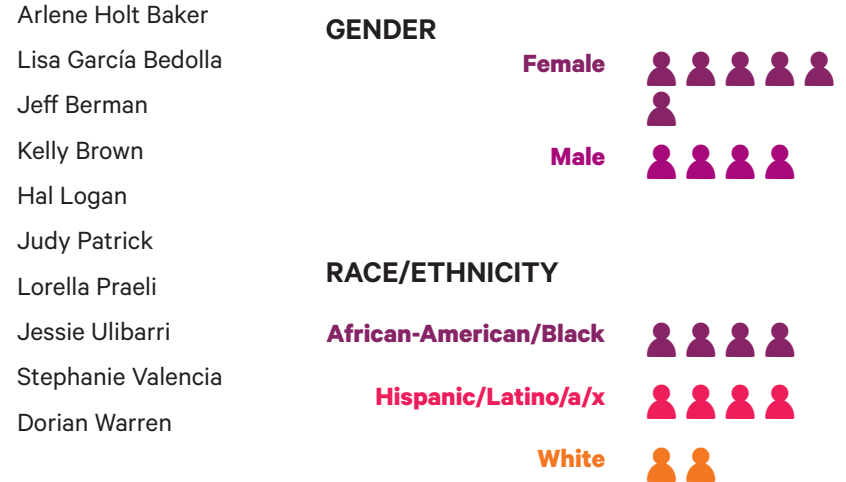 Arlene Holt Baker
Lisa García Bedolla
Jeff Berman
Kelly Brown
Hal Logan
Judy Patrick
Lorella Praeli
Jessie Ulibarri
Stephanie Valencia
Dorian Warren
GENDER
Female
Male
RACE/ETHNICITY
African-American/Black
Hispanic/Latino/a/x
White